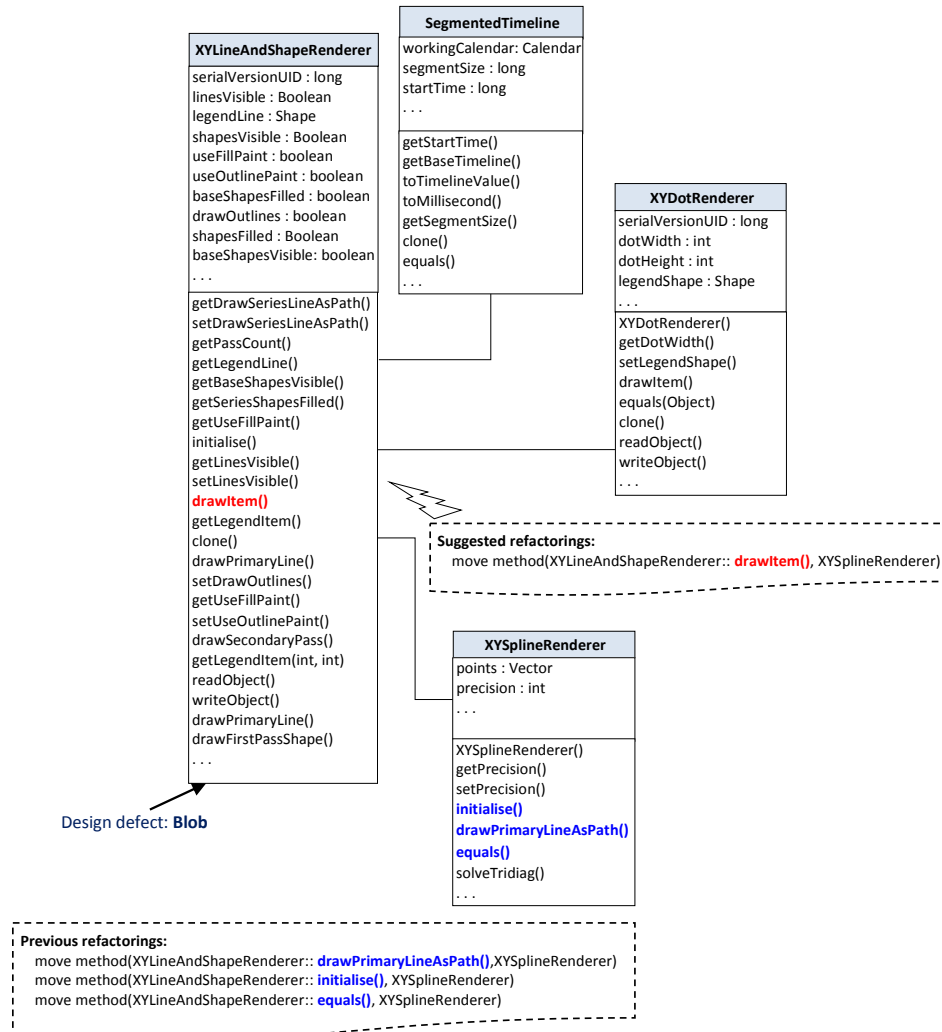 SegmentedTimeline
workingCalendar: Calendar
segmentSize : long
startTime : long
. . .
getStartTime()
getBaseTimeline()
toTimelineValue()
toMillisecond()
getSegmentSize()
clone()
equals()
. . .
XYLineAndShapeRenderer
serialVersionUID : long
linesVisible : Boolean
legendLine : Shape
shapesVisible : Boolean
useFillPaint : boolean
useOutlinePaint : boolean
baseShapesFilled : boolean
drawOutlines : boolean
shapesFilled : Boolean
baseShapesVisible: boolean
. . .
getDrawSeriesLineAsPath()
setDrawSeriesLineAsPath()
getPassCount()
getLegendLine()
getBaseShapesVisible()
getSeriesShapesFilled()
getUseFillPaint()
initialise()
getLinesVisible()
setLinesVisible()
drawItem()
getLegendItem()
clone()
drawPrimaryLine()
setDrawOutlines()
getUseFillPaint()
setUseOutlinePaint()
drawSecondaryPass()
getLegendItem(int, int)
readObject()
writeObject()
drawPrimaryLine()
drawFirstPassShape()
. . .
XYDotRenderer
serialVersionUID : long
dotWidth : int
dotHeight : int
legendShape : Shape
. . .
XYDotRenderer()
getDotWidth()
setLegendShape()
drawItem()
equals(Object)
clone()
readObject()
writeObject()
. . .
Suggested refactorings:
move method(XYLineAndShapeRenderer:: drawItem(), XYSplineRenderer)
XYSplineRenderer
points : Vector
precision : int
. . .
XYSplineRenderer()
getPrecision()
setPrecision()
initialise()
drawPrimaryLineAsPath()
equals()
solveTridiag()
. . .
Design defect: Blob
Previous refactorings:
move method(XYLineAndShapeRenderer:: drawPrimaryLineAsPath(),XYSplineRenderer)
move method(XYLineAndShapeRenderer:: initialise(), XYSplineRenderer)
move method(XYLineAndShapeRenderer:: equals(), XYSplineRenderer)